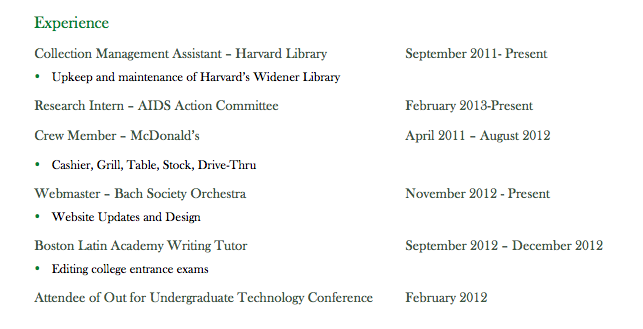 Experience
Collection Management Assistant – Harvard Library September 2011- Present
• Upkeep and maintenance of Harvard's Widener Library
Research Intern – AIDS Action Committee February 2013-Present
Crew Member – McDonald's April 2011 – August 2012
• Cashier, Grill, Table, Stock, Drive-Thru
Webmaster – Bach Society Orchestra November 2012 - Present
• Website Updates and Design
Boston Latin Academy Writing Tutor September 2012 – December 2012
• Editing college entrance exams
Attendee of Out for Undergraduate Technology Conference February 2012